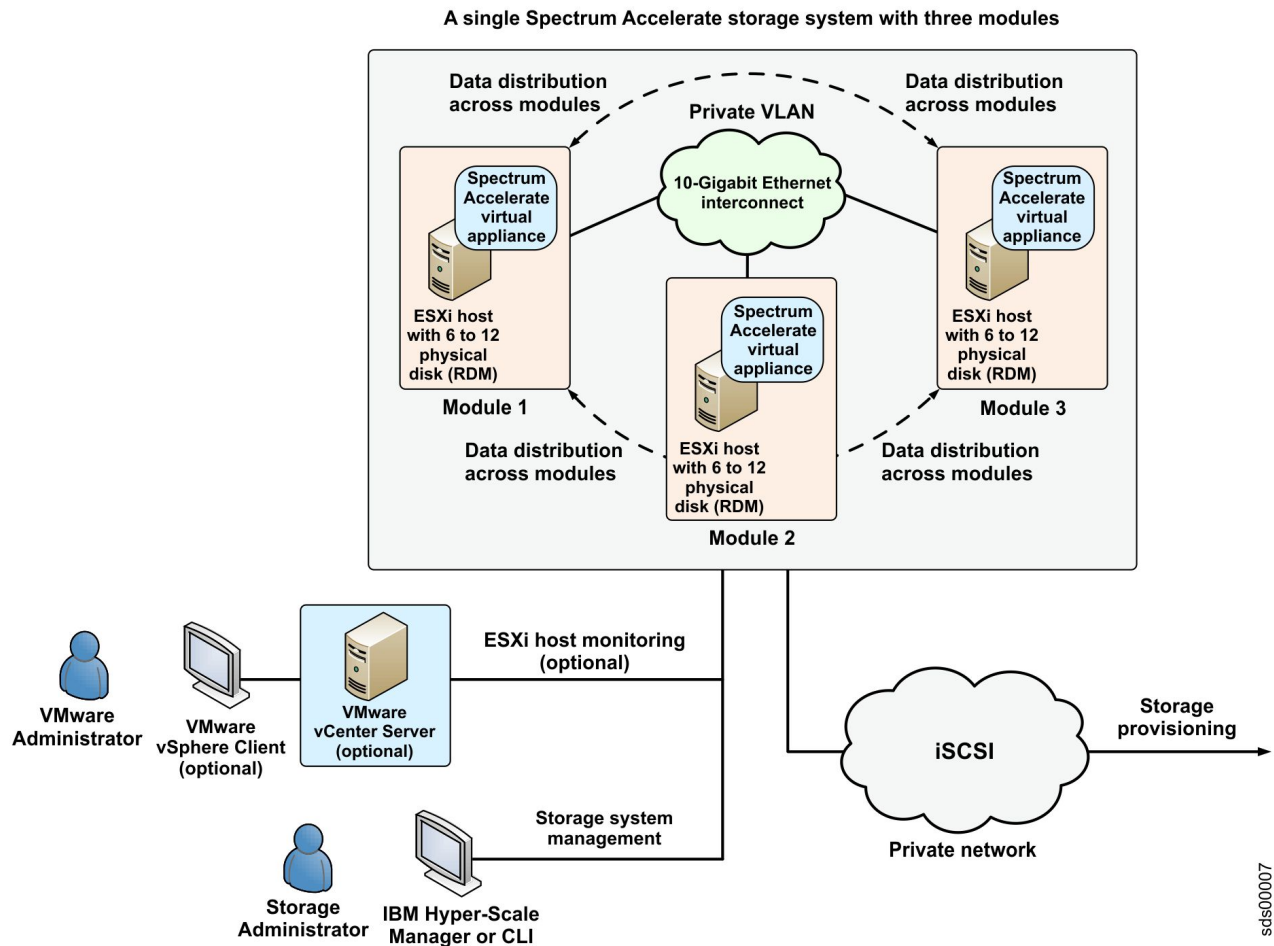 A single Spectrum Accelerate storage system with three modules
Data distribution
across modules
Data distribution
across modules
Private VLAN
10-Gigabit Ethernet
interconnect
Spectrum
Accelerate
virtual
appliance
ESXi host
with 6 to 12
physical
disk (RDM)
Module 1
Spectrum
Accelerate
virtual
appliance
ESXi host
with 6 to 12
physical
disk (RDM)
Module 2
Spectrum
Accelerate
virtual
appliance
ESXi host
with 6 to 12
physical
disk (RDM)
Module 3
Data distribution
across modules
Data distribution
across modules
VMware
Administrator
VMware
vSphere Client
(optional)
VMware
vCenter Server
(optional)
ESXi host monitoring
(optional)
iSCSI
Private network
Storage
provisioning
Storage system
management
Storage
Administrator
IBM Hyper-Scale
Manager or CLI
sds00007